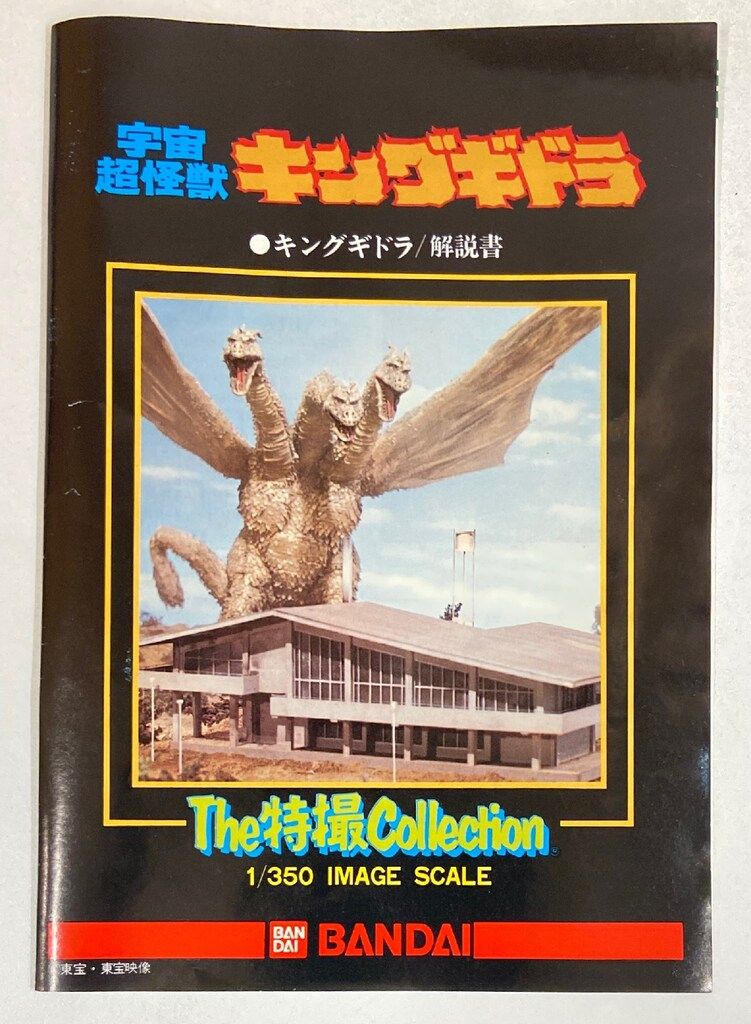 宇宙
超怪獣
キングギドラ
●キングギドラ/解説書
The特撮Collection
1/350 IMAGE SCALE
BAN
DAI
BANDAI
東宝・東宝映像